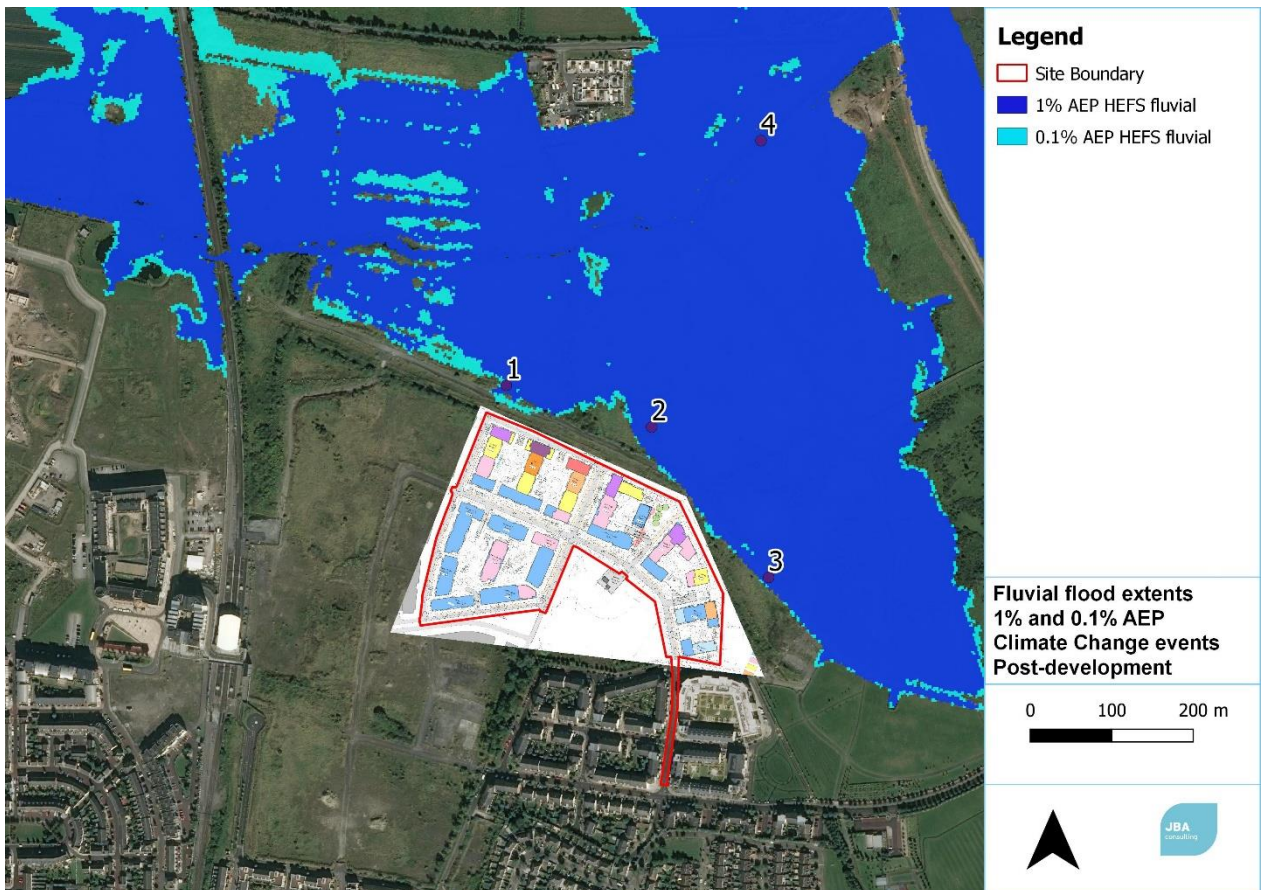 4
1
2
3
Legend
Site Boundary
1% AEP HEFS fluvial
0.1% AEP HEFS fluvial
Fluvial flood extents
1% and 0.1% AEP
Climate Change events
Post-development
0 100 200 m
JBA
consulting